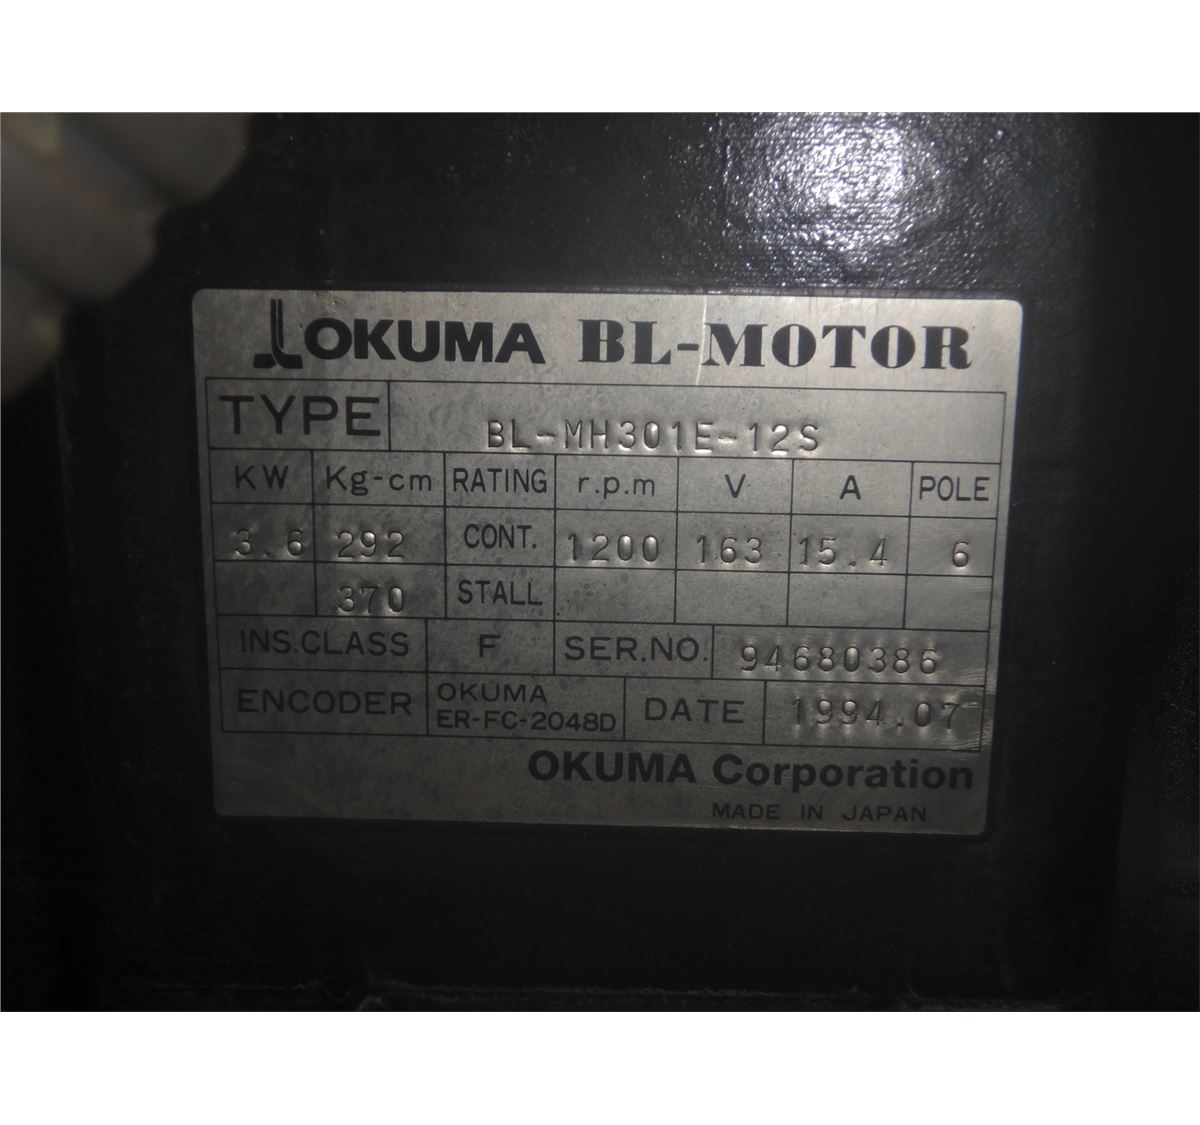 OKUMA BL-MOTOR
TYPE BL-MH301E-12S
KW Kg-cm RATING r.p.m V A POLE
3.6 292 CONT. 1200 163 15.4 6
370 STALL
INS.CLASS F SER.NO. 94680386
ENCODER OKUMA ER-FC-2048D DATE 1994.07
OKUMA Corporation
MADE IN JAPAN